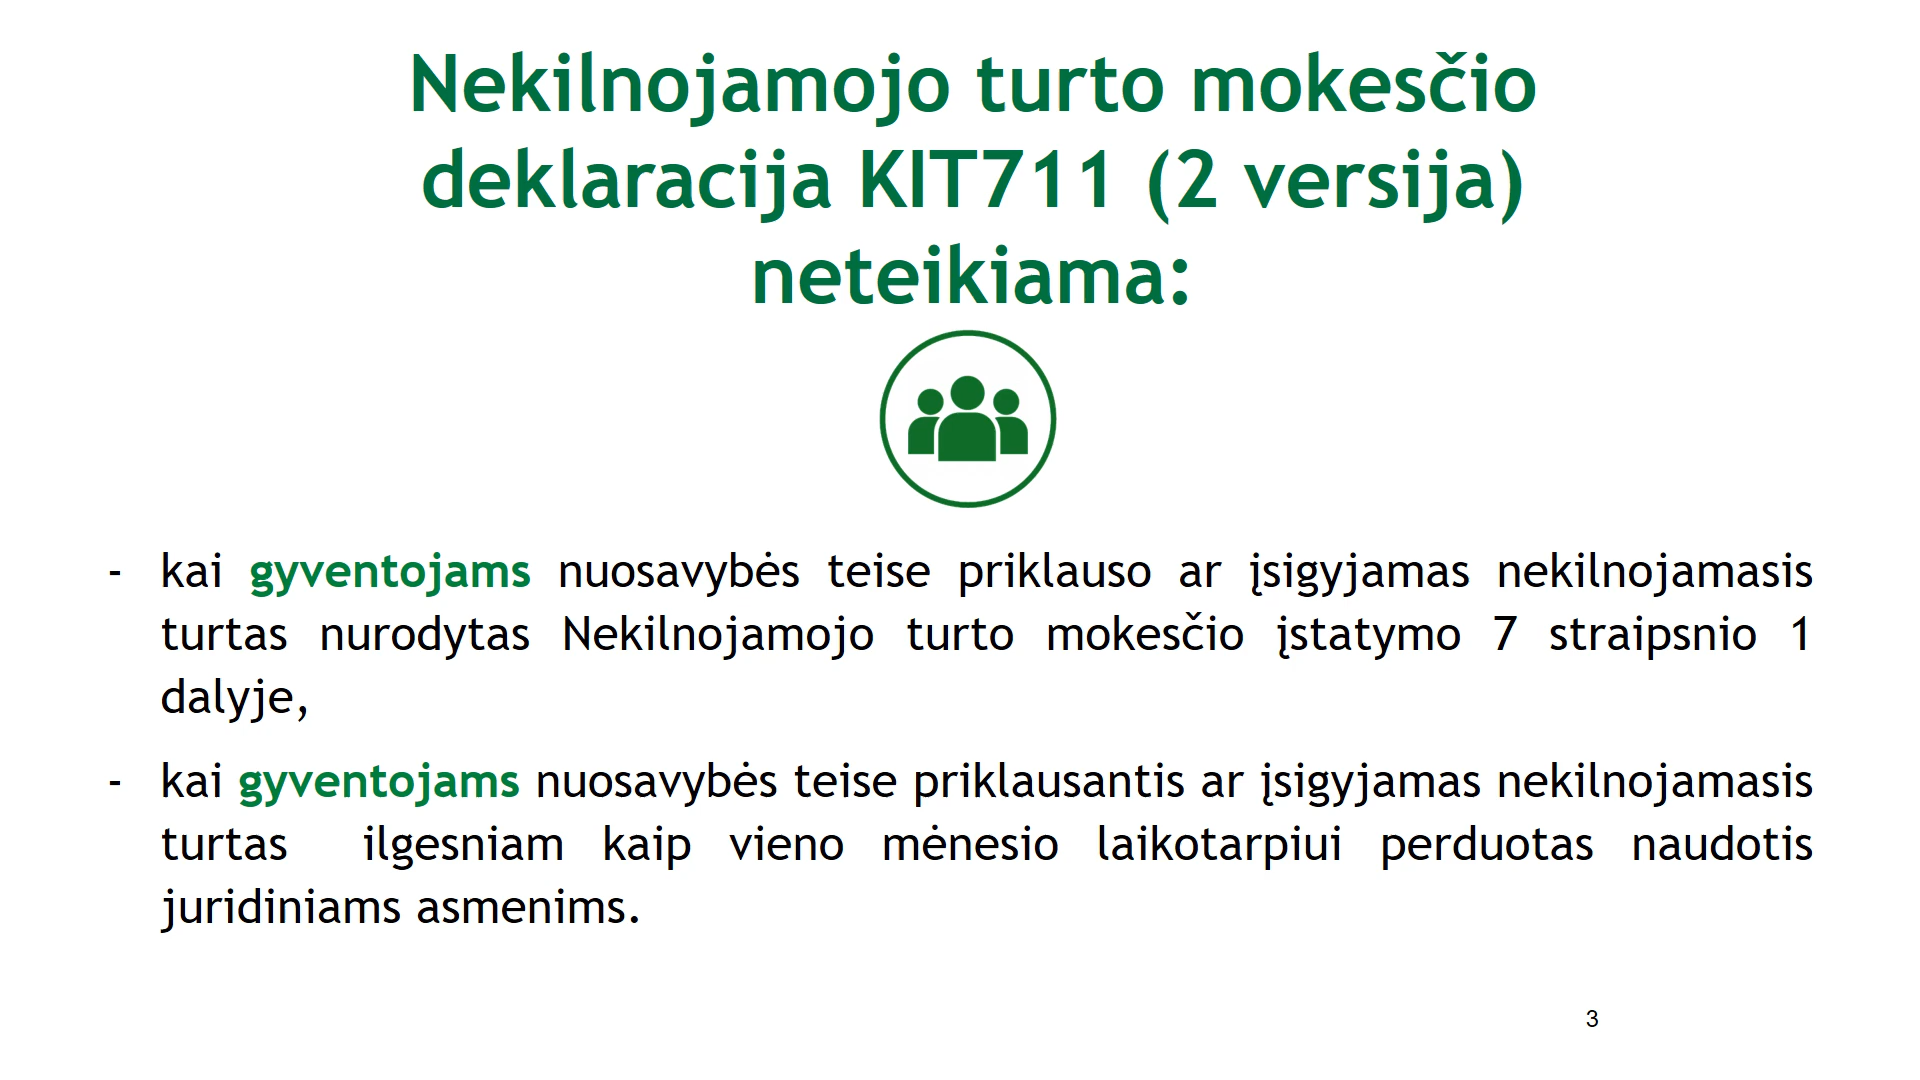 Nekilnojamojo turto mokesčio
deklaracija KIT711 (2 versija)
neteikiama:
- kai gyventojams nuosavybės teise priklauso ar įsigyjamas nekilnojamasis
turtas nurodytas Nekilnojamojo turto mokesčio įstatymo 7 straipsnio 1
dalyje,
- kai gyventojams nuosavybės teise priklausantis ar įsigyjamas nekilnojamasis
turtas ilgesniam kaip vieno mėnesio laikotarpiui perduotas naudotis
juridiniams asmenims.
3